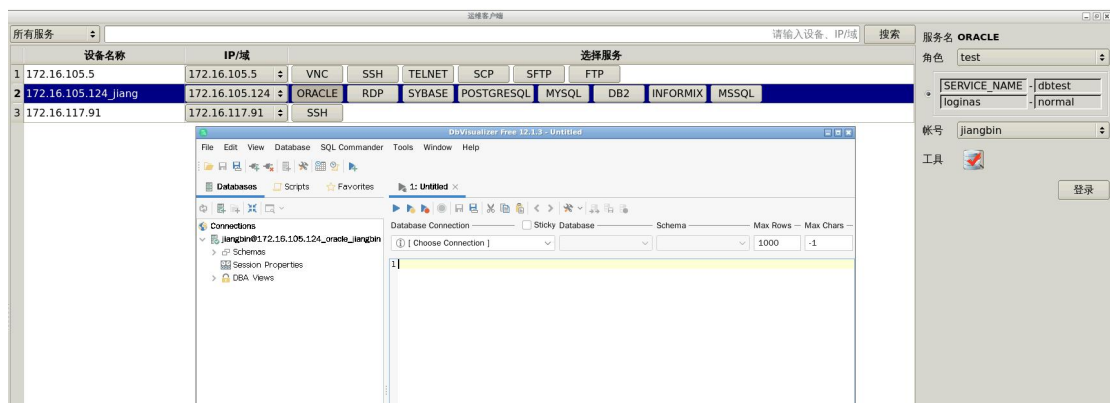 运维客户端
所有服务 请输入设备、IP/域 搜索 服务名 ORACLE
设备名称 IP/域 选择服务 角色 test
1 172.16.105.5 172.16.105.5 VNC SSH TELNET SCP SFTP FTP
2 172.16.105.124_jiang 172.16.105.124 ORACLE RDP SYBASE POSTGRESQL MYSQL DB2 INFORMIX MSSQL
SERVICE_NAME - dbtest
loginas - normal
3 172.16.117.91 172.16.117.91 SSH
帐号 jiangbin
工具
登录
DbVisualizer Free 12.1.3 - Untitled
File Edit View Database SQL Commander Tools Window Help
Databases Scripts Favorites 1: Untitled
Connections Database Connection Sticky Database Schema Max Rows Max Chars
jiangbin@172.16.105.124_oracle_jiangbin [ Choose Connection ] 1000 -1
Schemas
Session Properties 1
DBA Views